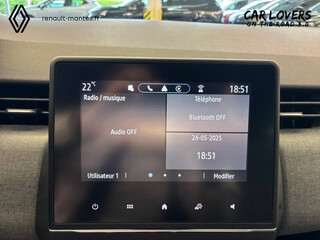 renault-montes.fr
CAR LOVERS
ON THE ROAD A.G.
22°C
18:51
Radio / musique
Téléphone
Bluetooth OFF
Audio OFF
26-05-2025
18:51
Utilisateur 1
Modifier